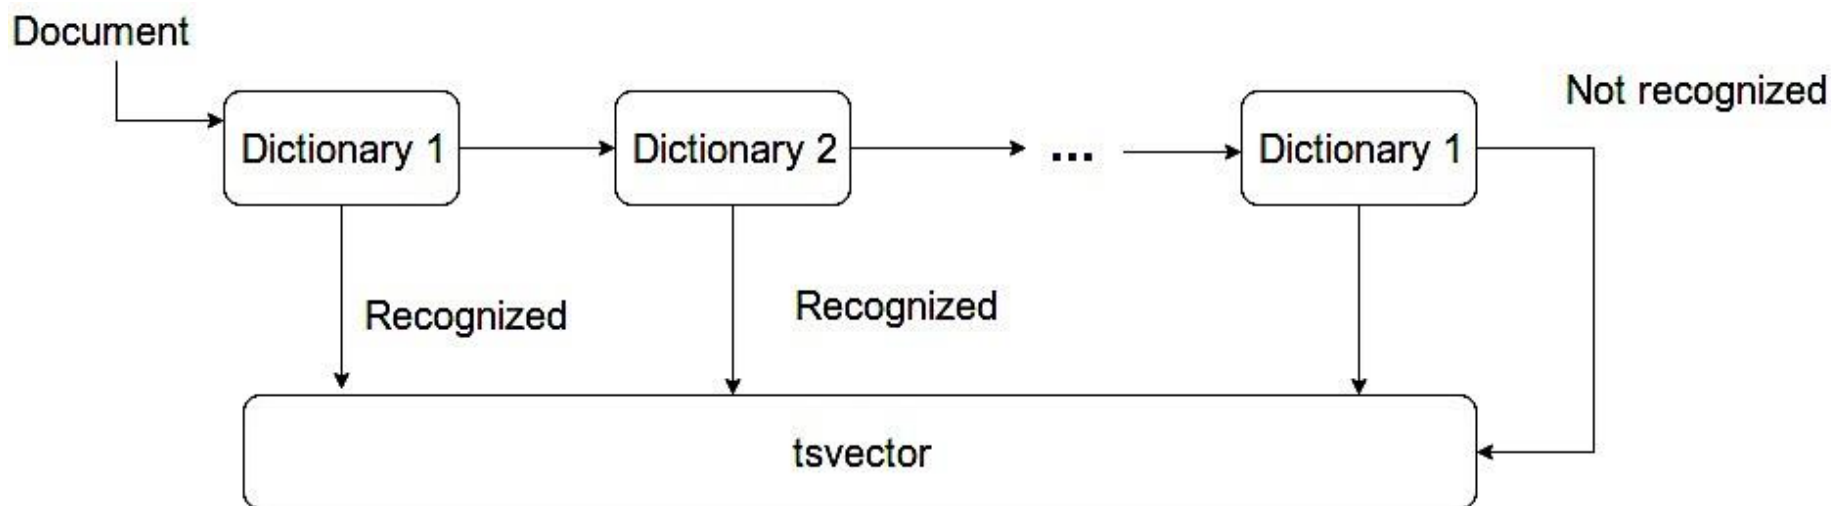 Document
Not recognized
Dictionary 1
Dictionary 2
...
Dictionary 1
Recognized
Recognized
tsvector